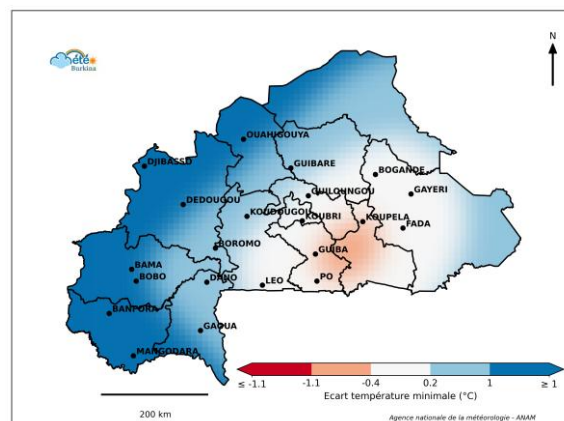 N
été
Burkina
OUAHIGOUYA
DJIBASSO
GUIBARE
BOGANDE
DEDOUGOU
GUILOUNGOU
GAYERI
KOUDOUGOU
KOUBRI
KOUPELA
FADA
BOROMO
GUIBA
BAMA
BOBO
DANO
LEO
PO
BANFORA
GAOUA
MANGODARA
≤ -1.1
-1.1
-0.4
0.2
1
≥ 1
Ecart température minimale (°C)
200 km
Agence nationale de la météorologie - ANAM